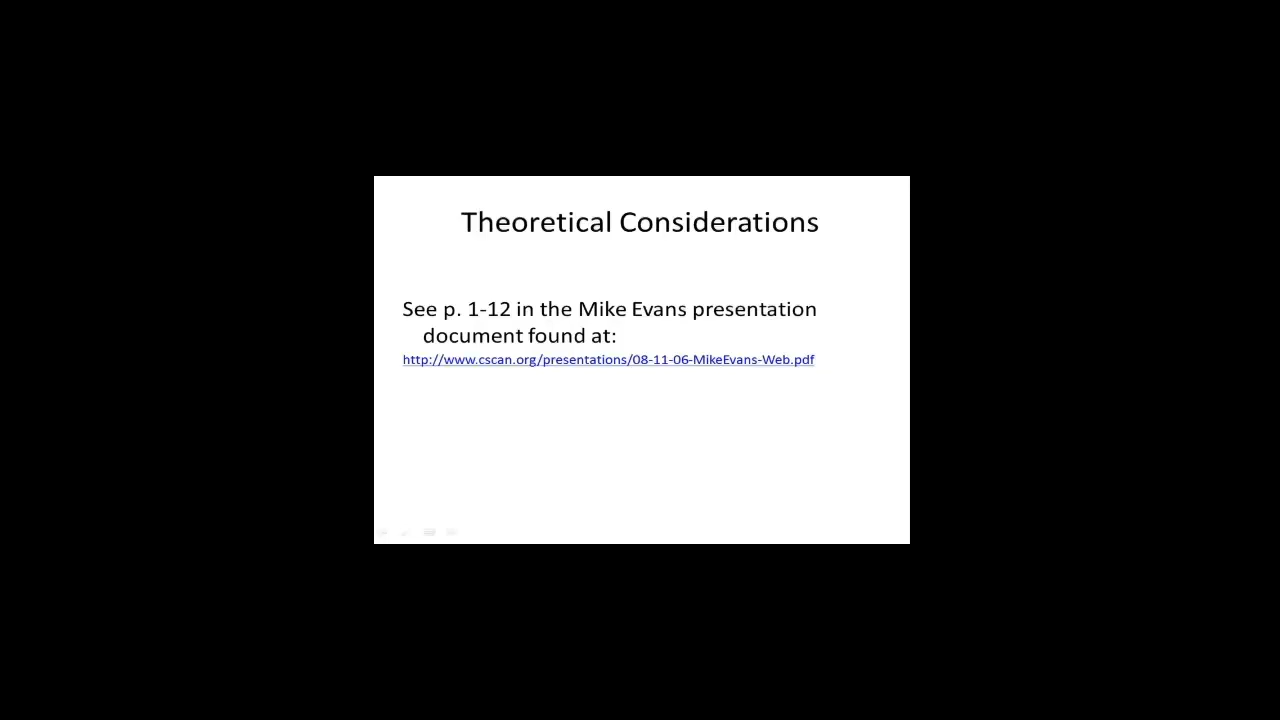 Theoretical Considerations
See p. 1-12 in the Mike Evans presentation
document found at:
http://www.cscan.org/presentations/08-11-06-MikeEvans-Web.pdf